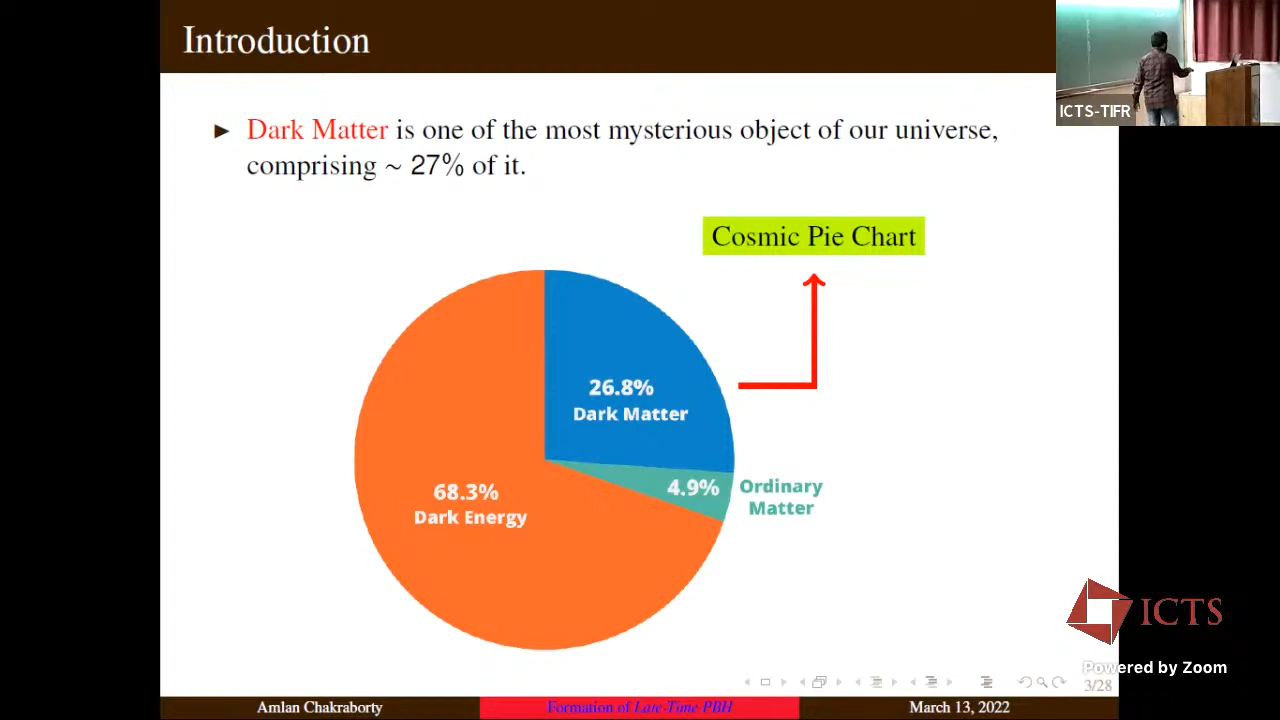 Introduction
ICTS-TIFR
► Dark Matter is one of the most mysterious object of our universe,
comprising ~ 27% of it.
Cosmic Pie Chart
26.8%
Dark Matter
4.9%
Ordinary
Matter
68.3%
Dark Energy
ICTS
Powered by Zoom
3/28
Amlan Chakraborty
Formation of Late-Time PBH
March 13, 2022